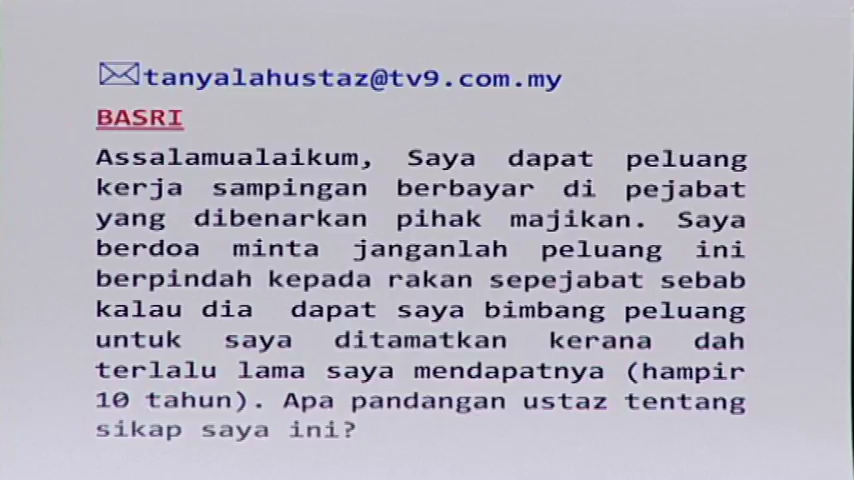 tanyalahustaz@tv9.com.my
BASRI
Assalamualaikum, Saya dapat peluang
kerja sampingan berbayar di pejabat
yang dibenarkan pihak majikan. Saya
berdoa minta janganlah peluang ini
berpindah kepada rakan sepejabat sebab
kalau dia dapat saya bimbang peluang
untuk saya ditamatkan kerana dah
terlalu lama saya mendapatnya (hampir
10 tahun). Apa pandangan ustaz tentang
sikap saya ini?